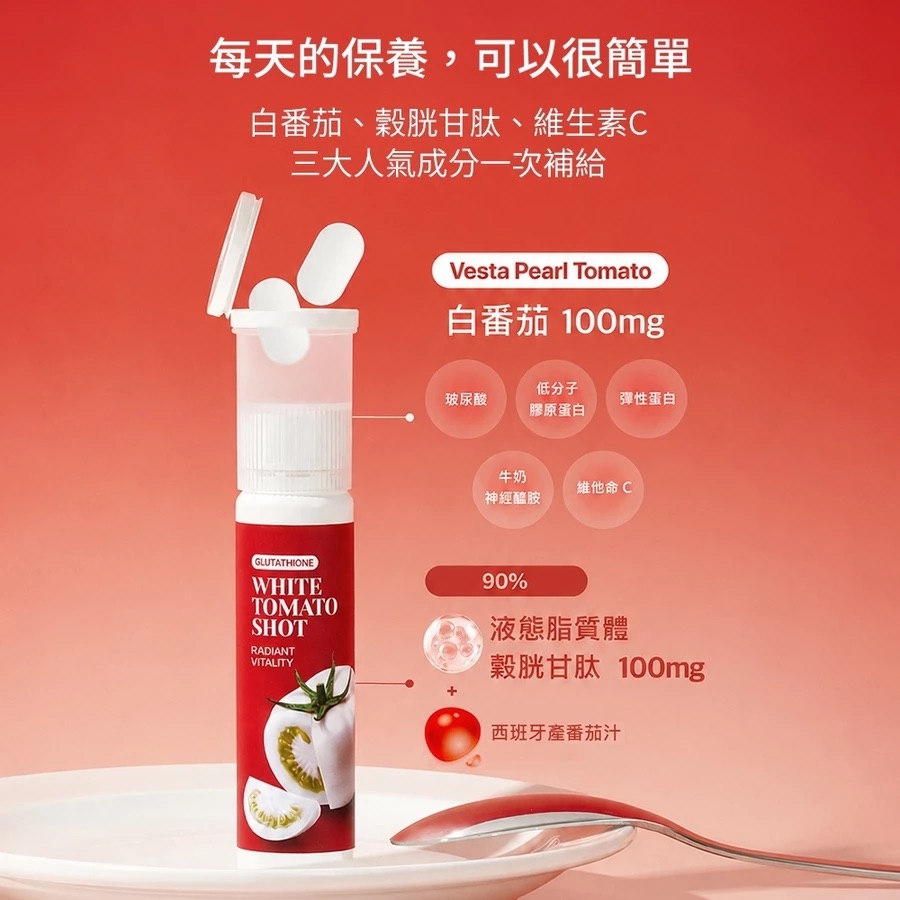 每天的保養，可以很簡單
白番茄、穀胱甘肽、維生素C
三大人氣成分一次補給
Vesta Pearl Tomato
白番茄 100mg
玻尿酸
低分子
膠原蛋白
彈性蛋白
牛奶
神經醯胺
維他命 C
GLUTATHIONE
WHITE
TOMATO
SHOT
RADIANT
VITALITY
90%
液態脂質體
穀胱甘肽 100mg
+
西班牙產番茄汁